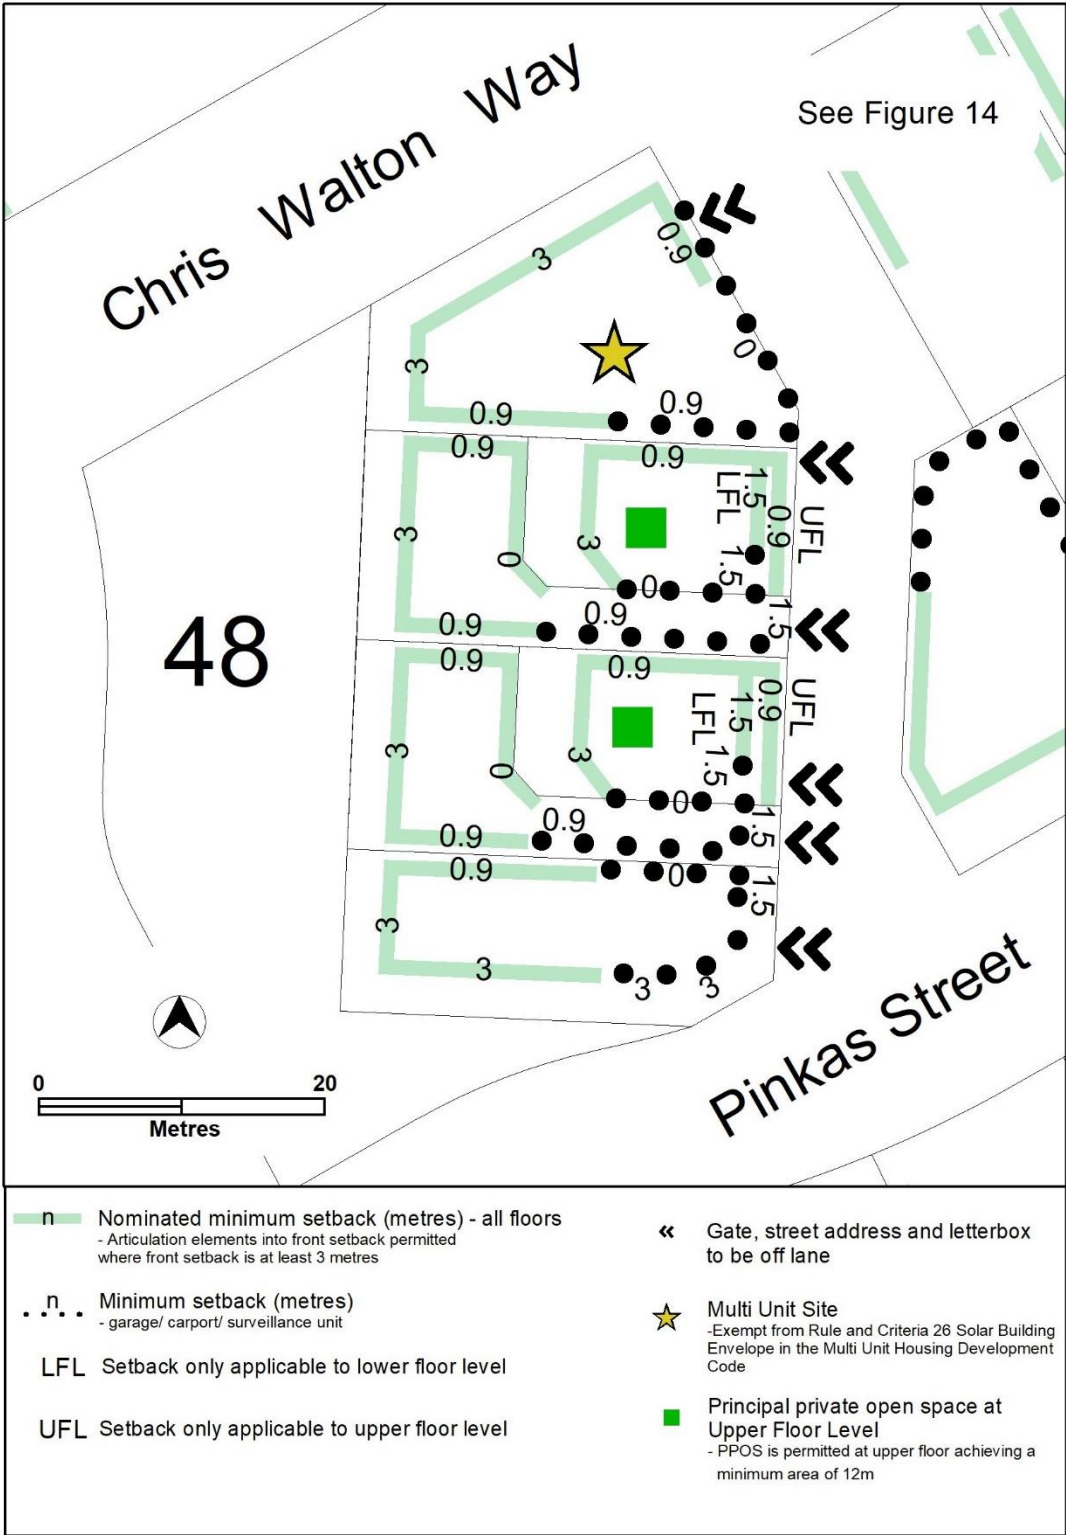 See Figure 14
Chris Walton Way
0.9
3
0
3
0.9
0.9
0.9
0.9
1.5
LFL
0.9
UFL
3
3
0
1.5
0
0.9
1.5
0.9
48
0.9
0.9
0.9
UFL
1.5
LFL
3
3
1.5
0
0
0.9
1.5
0.9
0.9
0
1.5
3
3
3
3
Pinkas Street
0
20
Metres
n
Nominated minimum setback (metres) - all floors
- Articulation elements into front setback permitted
where front setback is at least 3 metres
n
Minimum setback (metres)
- garage/ carport/ surveillance unit
LFL Setback only applicable to lower floor level
UFL Setback only applicable to upper floor level
Gate, street address and letterbox
to be off lane
Multi Unit Site
-Exempt from Rule and Criteria 26 Solar Building
Envelope in the Multi Unit Housing Development
Code
Principal private open space at
Upper Floor Level
- PPOS is permitted at upper floor achieving a
minimum area of 12m